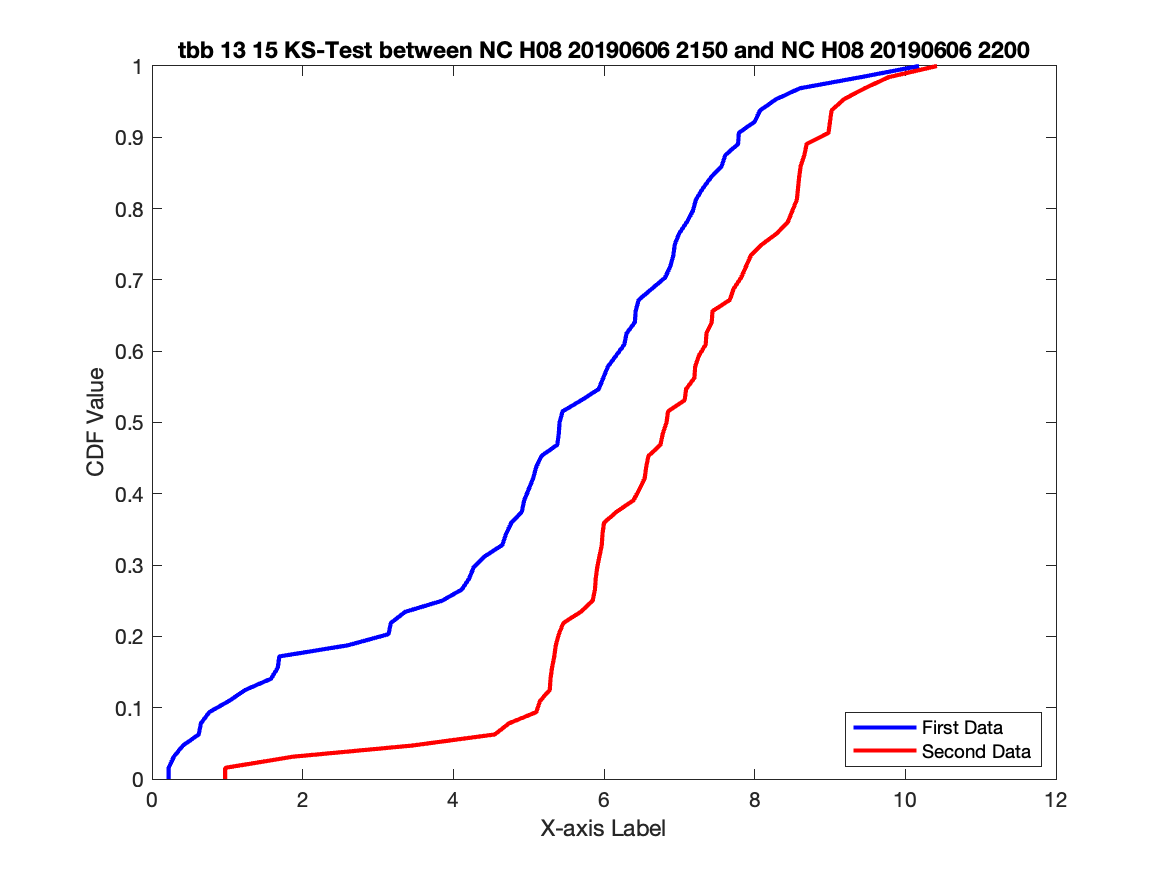 tbb 13 15 KS-Test between NC H08 20190606 2150 and NC H08 20190606 2200
1
0.9
0.8
0.7
0.6
0.5
0.4
0.3
0.2
0.1
0
CDF Value
First Data
Second Data
0 2 4 6 8 10 12
X-axis Label